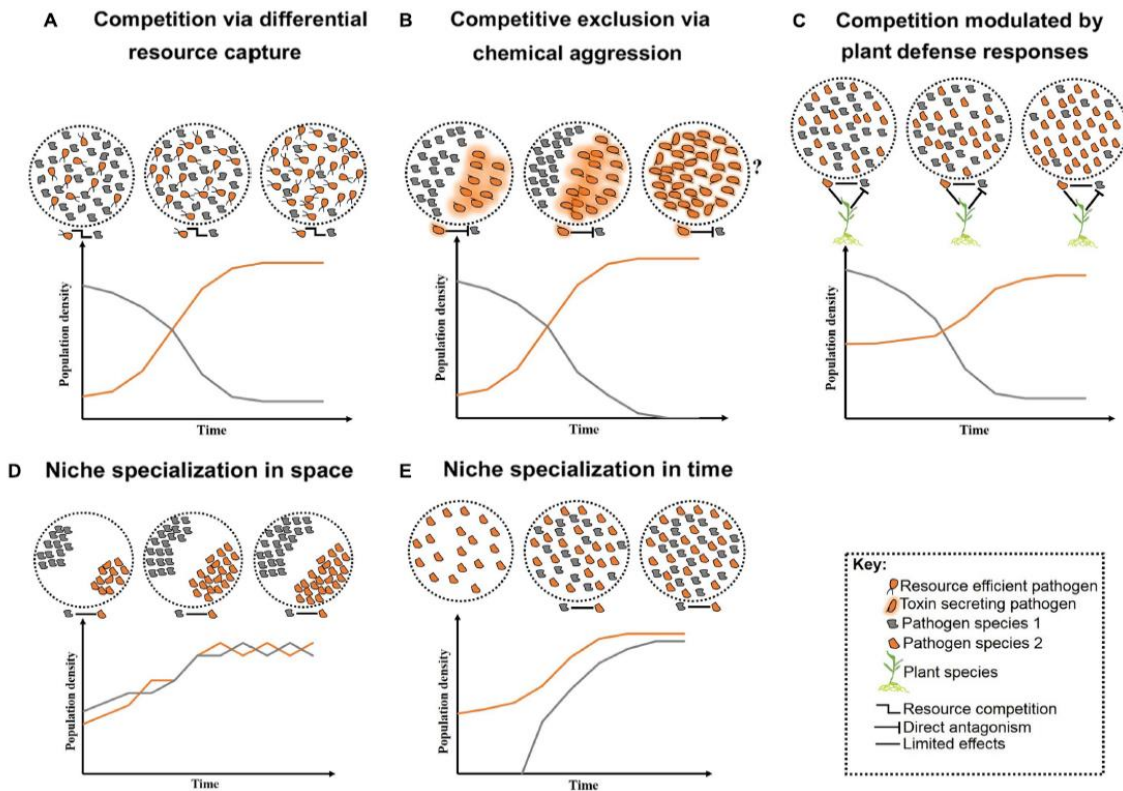 A Competition via differential
resource capture
B Competitive exclusion via
chemical aggression
C Competition modulated by
plant defense responses
?
Population density
Time
Population density
Time
Population density
Time
D Niche specialization in space
E Niche specialization in time
Population density
Time
Population density
Time
Key:
Resource efficient pathogen
Toxin secreting pathogen
Pathogen species 1
Pathogen species 2
Plant species
Resource competition
Direct antagonism
Limited effects